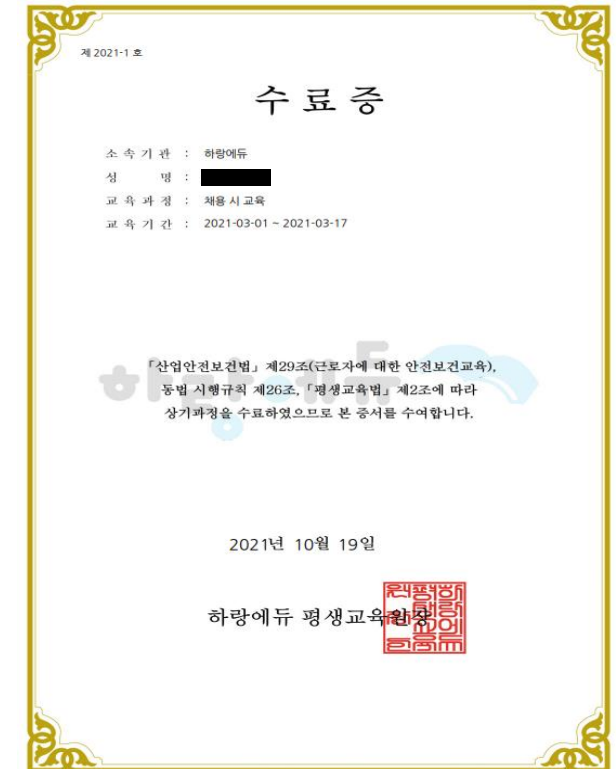 제 2021-1 호
수 료 증
소 속 기 관 : 하랑에듀
성 명 :
교 육 과 정 : 채용 시 교육
교 육 기 간 : 2021-03-01 ~ 2021-03-17
하랑에듀
「산업안전보건법」 제29조(근로자에 대한 안전보건교육),
동법 시행규칙 제26조, 「평생교육법」 제2조에 따라
상기과정을 수료하였으므로 본 증서를 수여합니다.
2021년 10월 19일
하랑에듀 평생교육원장